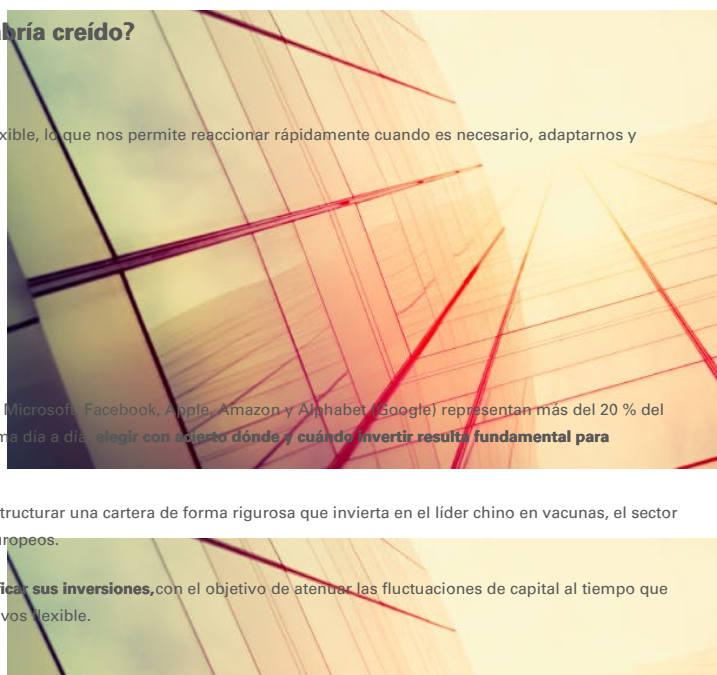 bría creído?
xible, lo que nos permite reaccionar rápidamente cuando es necesario, adaptarnos y
Microsoft, Facebook, Apple, Amazon y Alphabet (Google) representan más del 20 % del
ma día a día, elegir con acierto dónde y cuándo invertir resulta fundamental para
tructurar una cartera de forma rigurosa que invierta en el líder chino en vacunas, el sector
uropeos.
ficar sus inversiones, con el objetivo de atenuar las fluctuaciones de capital al tiempo que
vos flexible.